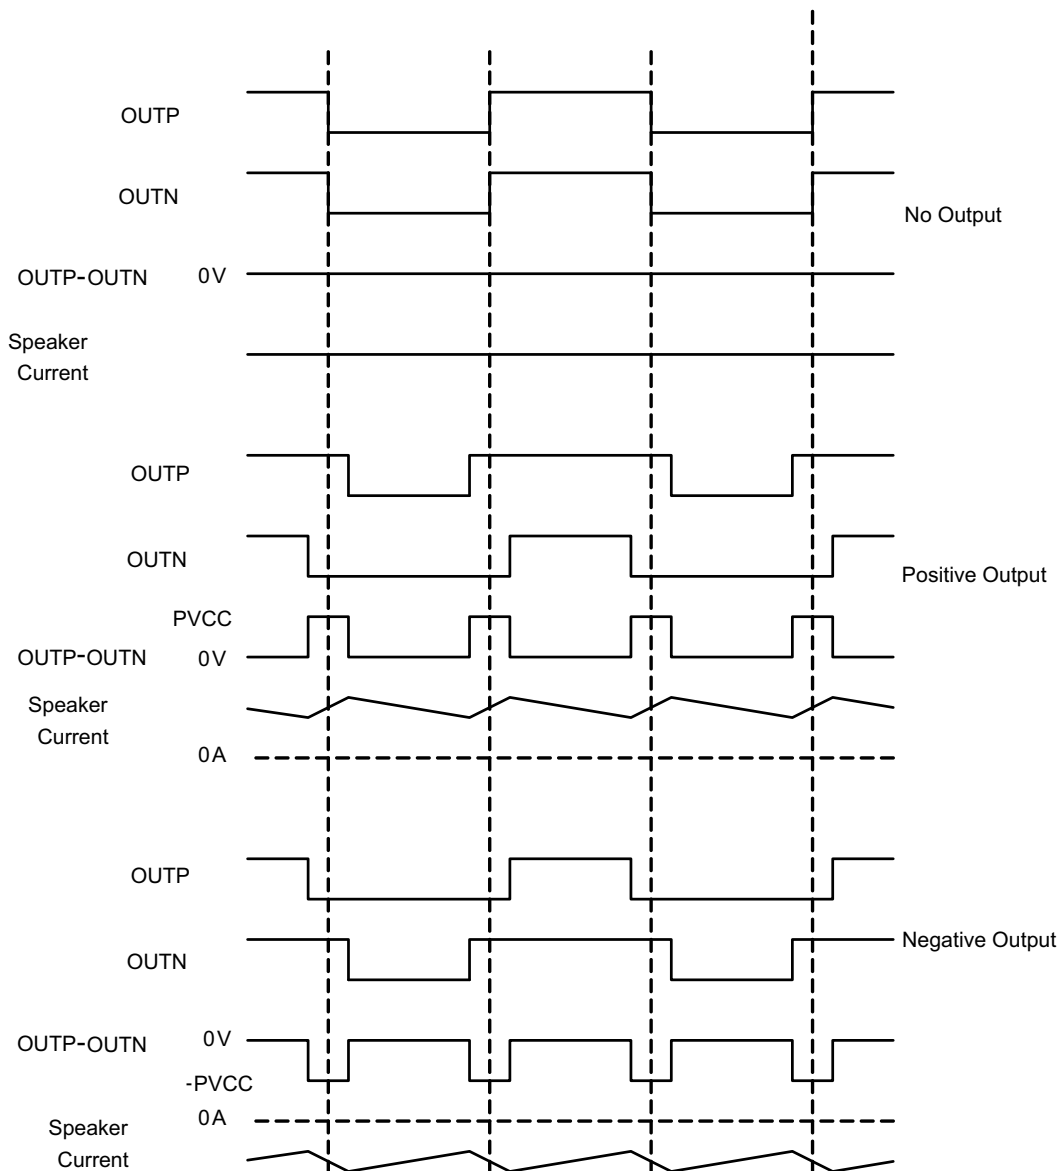 OUTP
OUTN
No Output
OUTP-OUTN 0V
Speaker
Current
OUTP
OUTN
Positive Output
PVCC
OUTP-OUTN 0V
Speaker
Current
0A
OUTP
Negative Output
OUTN
0V
OUTP-OUTN
-PVCC
0A
Speaker
Current